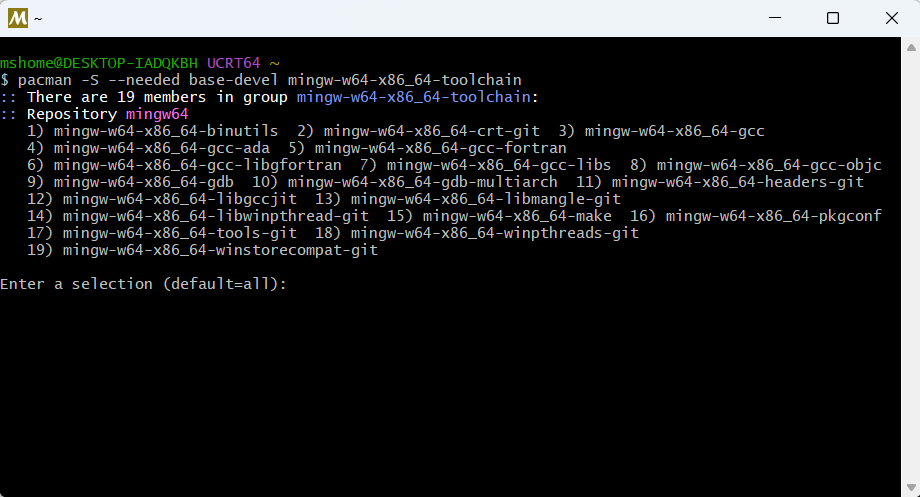 ~
mshome@DESKTOP-IADQKBH UCRT64 ~
$ pacman -S --needed base-devel mingw-w64-x86_64-toolchain
:: There are 19 members in group mingw-w64-x86_64-toolchain:
:: Repository mingw64
   1) mingw-w64-x86_64-binutils  2) mingw-w64-x86_64-crt-git  3) mingw-w64-x86_64-gcc
   4) mingw-w64-x86_64-gcc-ada  5) mingw-w64-x86_64-gcc-fortran
   6) mingw-w64-x86_64-gcc-libgfortran  7) mingw-w64-x86_64-gcc-libs  8) mingw-w64-x86_64-gcc-objc
   9) mingw-w64-x86_64-gdb  10) mingw-w64-x86_64-gdb-multiarch  11) mingw-w64-x86_64-headers-git
   12) mingw-w64-x86_64-libgccjit  13) mingw-w64-x86_64-libmangle-git
   14) mingw-w64-x86_64-libwinpthread-git  15) mingw-w64-x86_64-make  16) mingw-w64-x86_64-pkgconf
   17) mingw-w64-x86_64-tools-git  18) mingw-w64-x86_64-winpthreads-git
   19) mingw-w64-x86_64-winstorecompat-git
Enter a selection (default=all):